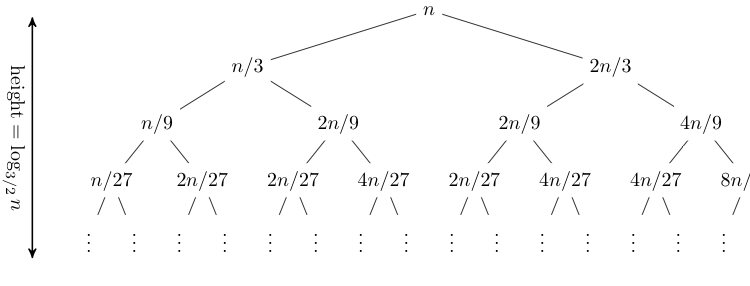 n
n/3 2n/3
n/9 2n/9 2n/9 4n/9
n/27 2n/27 2n/27 4n/27 2n/27 4n/27 4n/27 8n/
height = log_{3/2} n